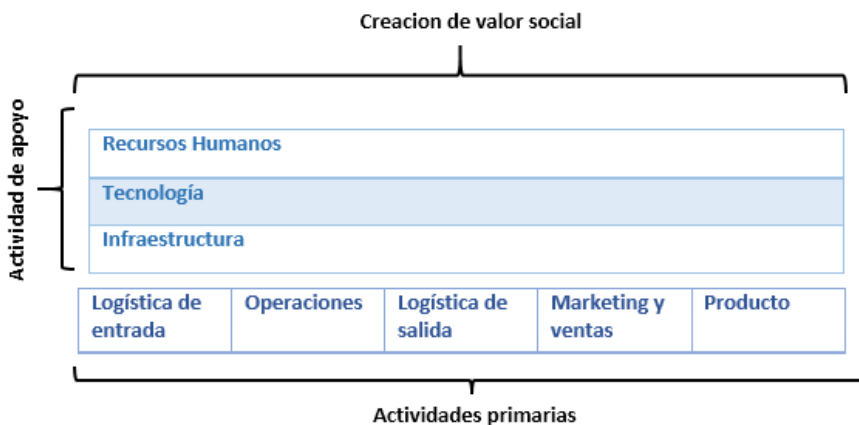 Creacion de valor social
Actividad de apoyo
Recursos Humanos
Tecnología
Infraestructura
Logística de entrada
Operaciones
Logística de salida
Marketing y ventas
Producto
Actividades primarias